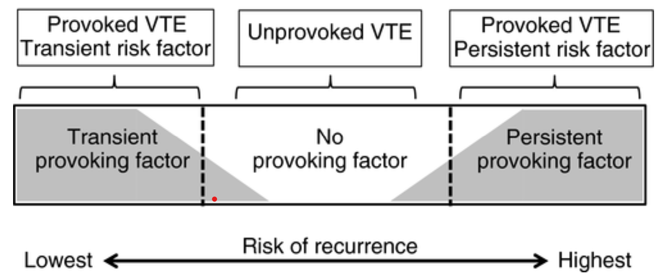 Provoked VTE
Transient risk factor
Unprovoked VTE
Provoked VTE
Persistent risk factor
Transient
provoking factor
No
provoking factor
Persistent
provoking factor
Risk of recurrence
Lowest
Highest